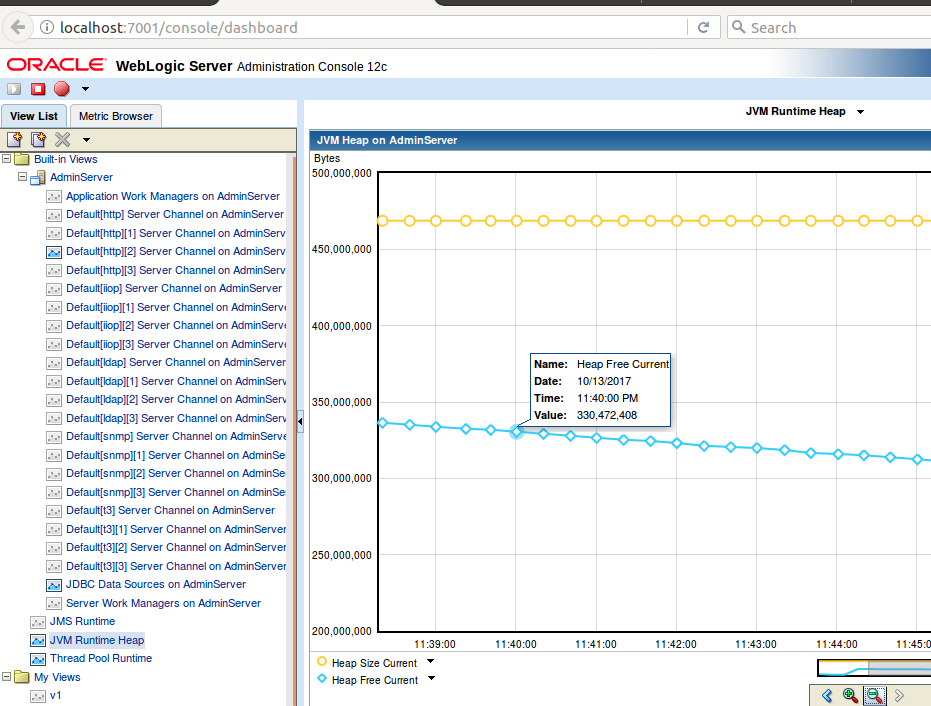 localhost:7001/console/dashboard
Search
ORACLE WebLogic Server Administration Console 12c
View List
Metric Browser
Built-in Views
AdminServer
Application Work Managers on AdminServer
Default[http] Server Channel on AdminServer
Default[http][1] Server Channel on AdminServ
Default[http][2] Server Channel on AdminServ
Default[http][3] Server Channel on AdminServ
Default[iiop] Server Channel on AdminServer
Default[iiop][1] Server Channel on AdminServe
Default[iiop][2] Server Channel on AdminServe
Default[iiop][3] Server Channel on AdminServe
Default[ldap] Server Channel on AdminServer
Default[ldap][1] Server Channel on AdminServ
Default[ldap][2] Server Channel on AdminServ
Default[ldap][3] Server Channel on AdminServ
Default[snmp] Server Channel on AdminServe
Default[snmp][1] Server Channel on AdminSe
Default[snmp][2] Server Channel on AdminSe
Default[snmp][3] Server Channel on AdminSe
Default[t3] Server Channel on AdminServer
Default[t3][1] Server Channel on AdminServer
Default[t3][2] Server Channel on AdminServer
Default[t3][3] Server Channel on AdminServer
JDBC Data Sources on AdminServer
Server Work Managers on AdminServer
JMS Runtime
JVM Runtime Heap
Thread Pool Runtime
My Views
v1
JVM Runtime Heap
JVM Heap on AdminServer
Bytes
500,000,000
450,000,000
400,000,000
350,000,000
300,000,000
250,000,000
200,000,000
Name: Heap Free Current
Date: 10/13/2017
Time: 11:40:00 PM
Value: 330,472,408
11:39:00 11:40:00 11:41:00 11:42:00 11:43:00 11:44:00 11:45:0
Heap Size Current
Heap Free Current